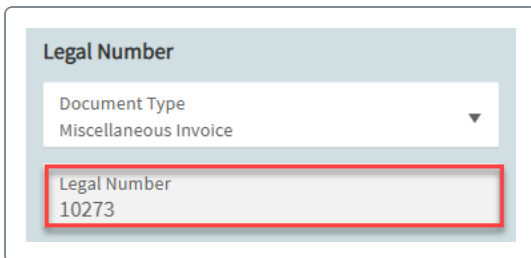 Legal Number
Document Type
Miscellaneous Invoice
Legal Number
10273